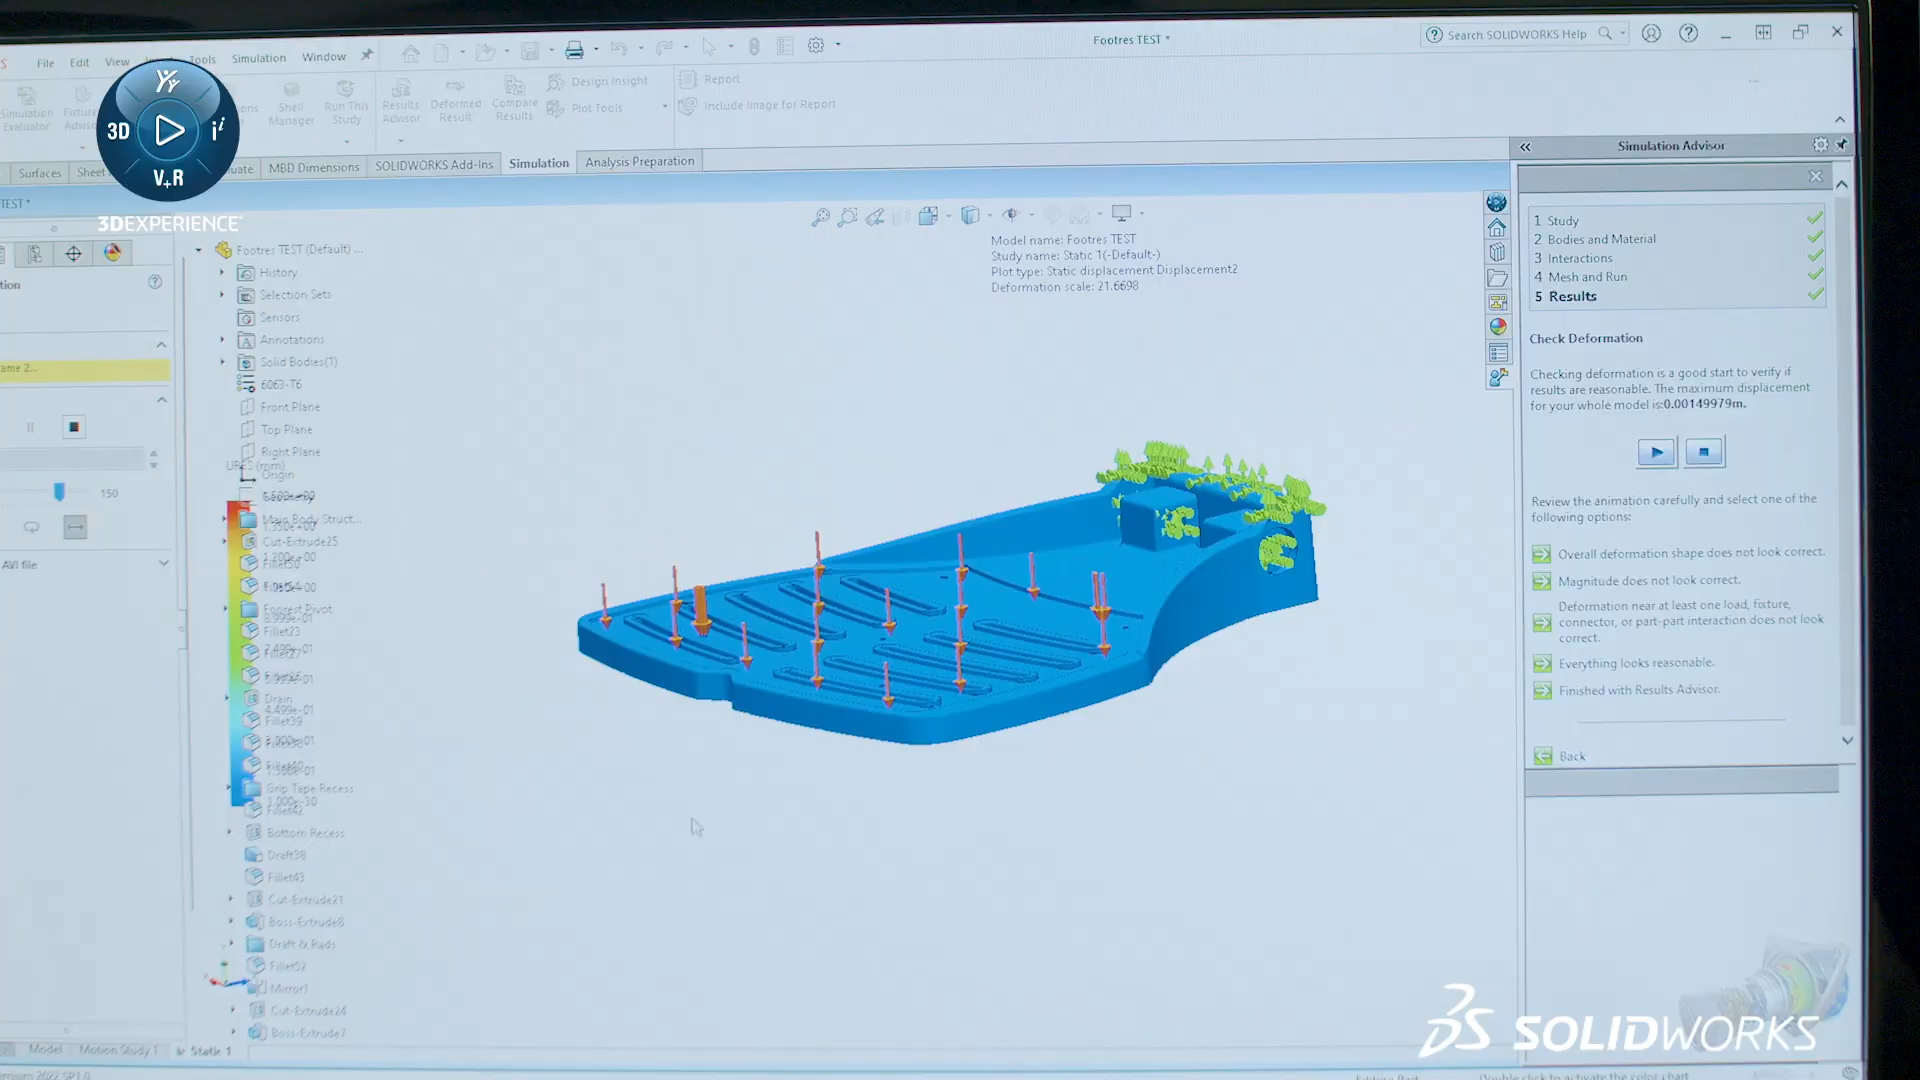 File Edit View Tools Simulation Window
Footres TEST *
Search SOLIDWORKS Help
Simulation Evaluator
Shell Manager
Run This Study
Results Advisor
Deformed Result
Compare Results
Design Insight
Plot Tools
Report
Include Image for Report
Surfaces
MBD Dimensions
SOLIDWORKS Add-Ins
Simulation
Analysis Preparation
3D
i
V+R
3DEXPERIENCE
TEST *
Footres TEST (Default) ...
History
Selection Sets
Sensors
Annotations
Solid Bodies(1)
6063-T6
Front Plane
Top Plane
Right Plane
Origin
Main Body Struct...
Cut-Extrude25
1.200e+00
Footrest Pivot
Fillet23
Drain
4.499e-01
Fillet39
Grip Tape Recess
1.000e-30
Fillet42
Bottom Recess
Draft38
Fillet43
Cut-Extrude21
Boss-Extrude8
Draft & Rads
Fillet52
Mirror1
Cut-Extrude24
Boss-Extrude7
150
AVI file
Model
Motion Study 1
Static 1
Model name: Footres TEST
Study name: Static 1(-Default-)
Plot type: Static displacement Displacement2
Deformation scale: 21.6698
Simulation Advisor
1 Study
2 Bodies and Material
3 Interactions
4 Mesh and Run
5 Results
Check Deformation
Checking deformation is a good start to verify if
results are reasonable. The maximum displacement
for your whole model is:0.00149979m.
Review the animation carefully and select one of the
following options:
Overall deformation shape does not look correct.
Magnitude does not look correct.
Deformation near at least one load, fixture,
connector, or part-part interaction does not look
correct.
Everything looks reasonable.
Finished with Results Advisor.
Back
SOLIDWORKS